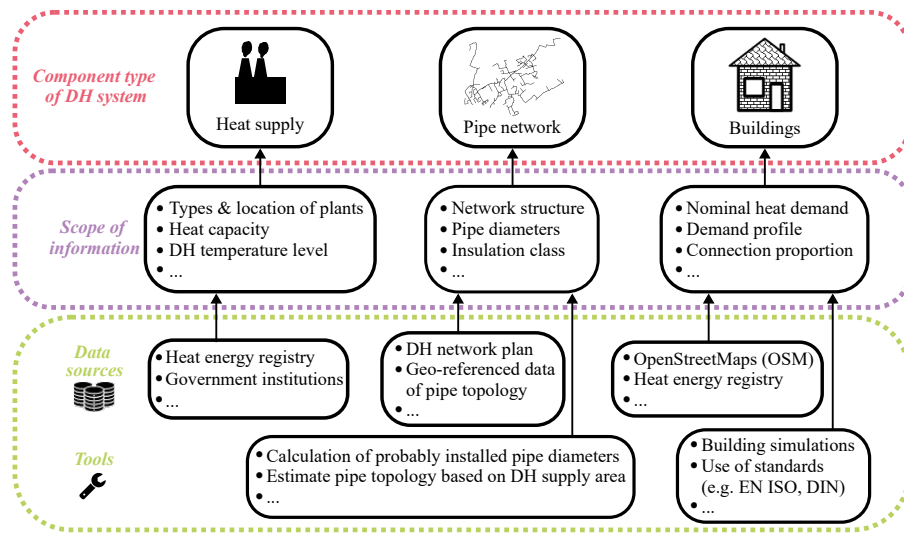 Component type
of DH system
Heat supply
Pipe network
Buildings
Scope of
information
• Types & location of plants
• Heat capacity
• DH temperature level
• ...
• Network structure
• Pipe diameters
• Insulation class
• ...
• Nominal heat demand
• Demand profile
• Connection proportion
• ...
Data
sources
• Heat energy registry
• Government institutions
• ...
• DH network plan
• Geo-referenced data
of pipe topology
• ...
• OpenStreetMaps (OSM)
• Heat energy registry
• ...
Tools
• Calculation of probably installed pipe diameters
• Estimate pipe topology based on DH supply area
• ...
• Building simulations
• Use of standards
(e.g. EN ISO, DIN)
• ...